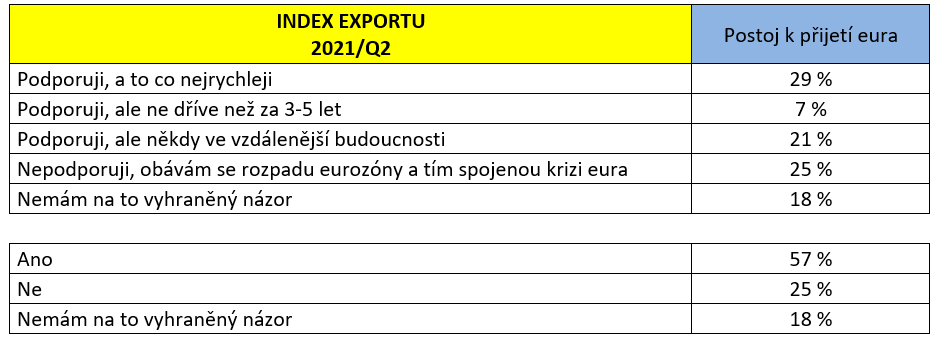 INDEX EXPORTU
2021/Q2
Postoj k přijetí eura
Podporuji, a to co nejrychleji
29 %
Podporuji, ale ne dříve než za 3-5 let
7 %
Podporuji, ale někdy ve vzdálenější budoucnosti
21 %
Nepodporuji, obávám se rozpadu eurozóny a tím spojenou krizi eura
25 %
Nemám na to vyhraněný názor
18 %
Ano
57 %
Ne
25 %
Nemám na to vyhraněný názor
18 %